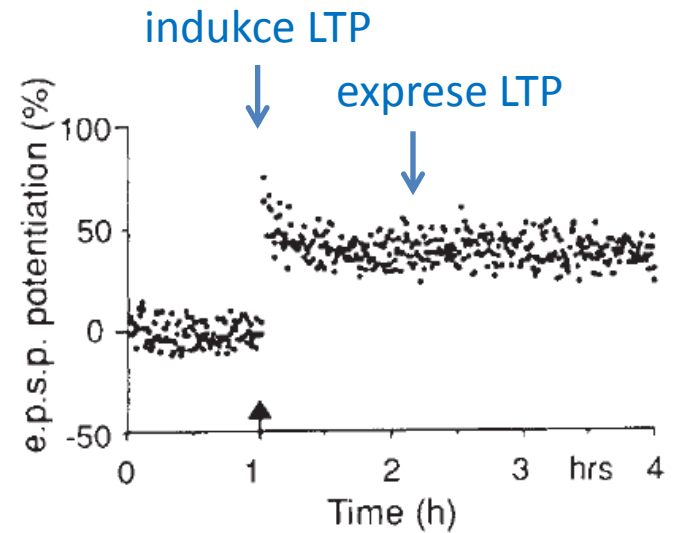 indukce LTP
exprese LTP
e.p.s.p. potentiation (%)
100
50
0
-50
0 1 2 3 hrs 4
Time (h)